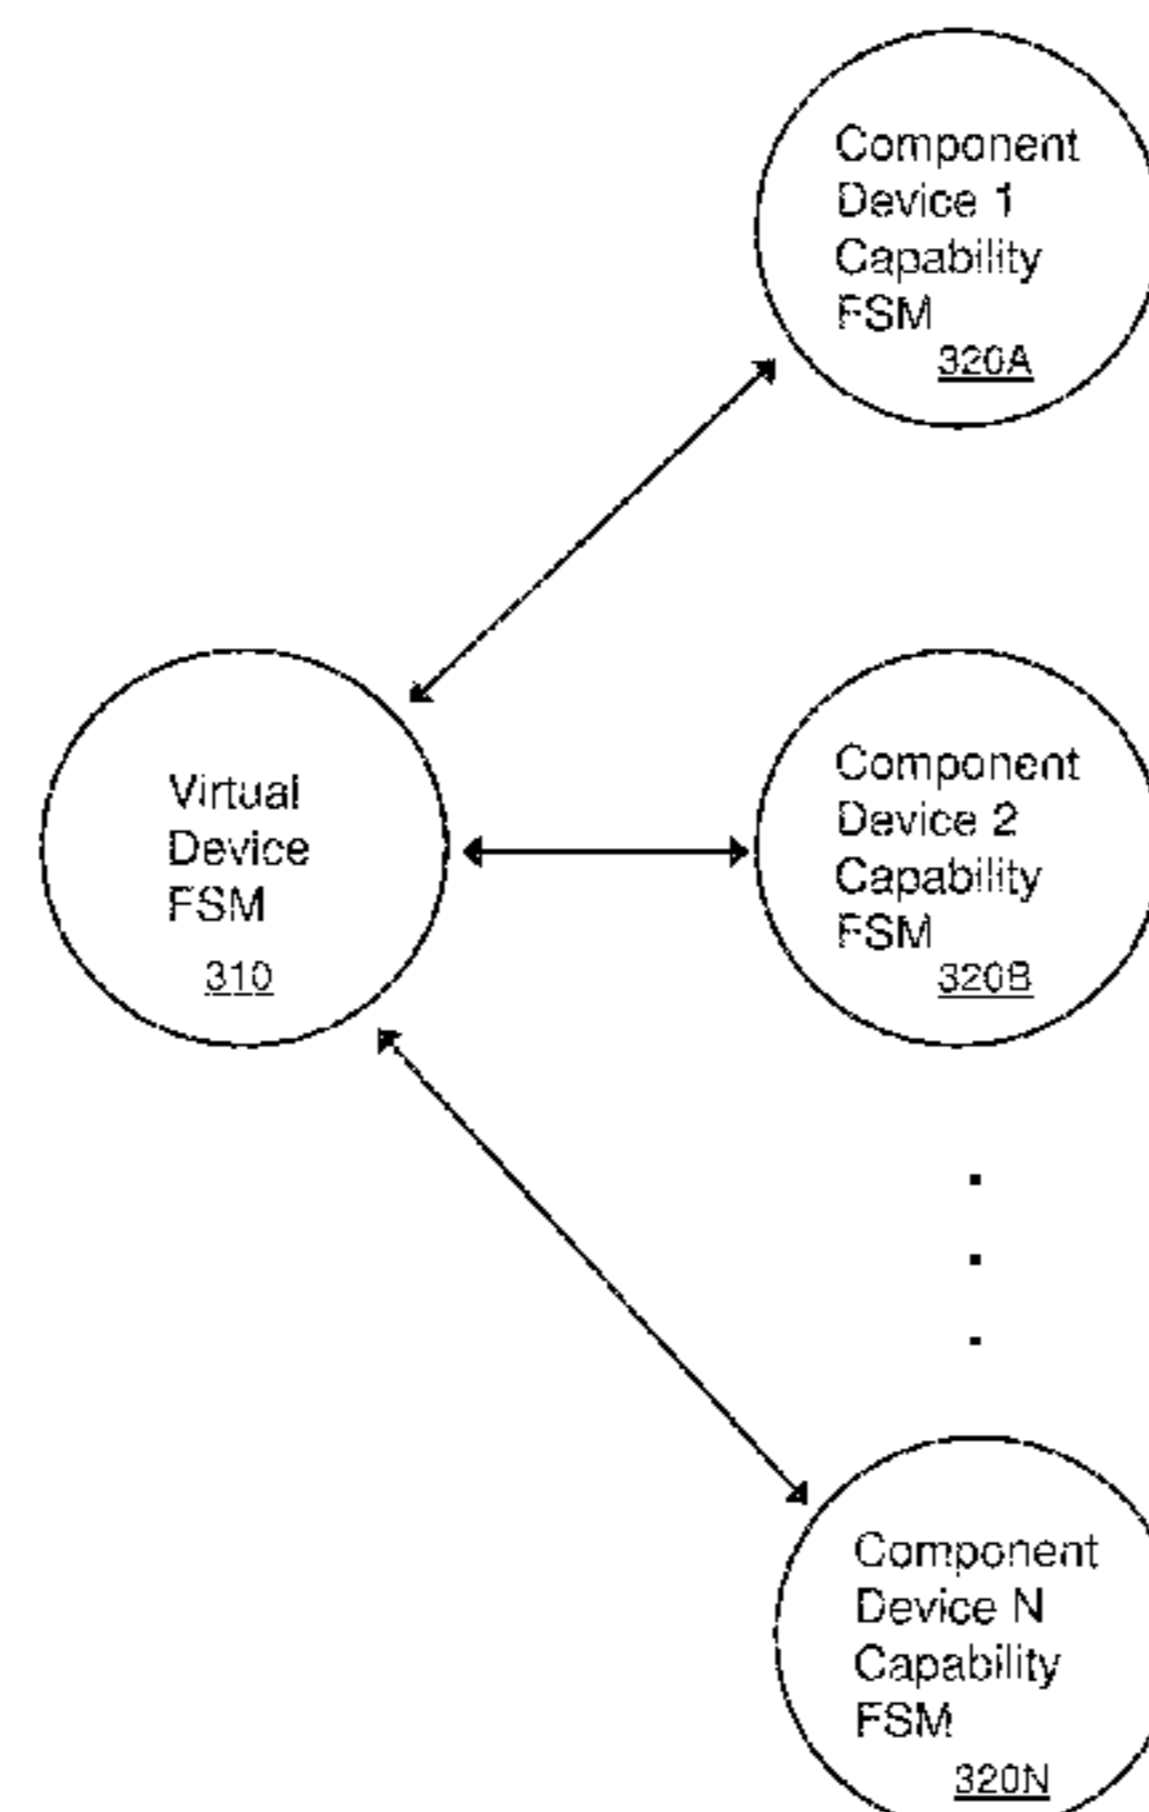 Component
Device 1
Capability
FSM
320A
Virtual
Device
FSM
310
Component
Device 2
Capability
FSM
320B
Component
Device N
Capability
FSM
320N